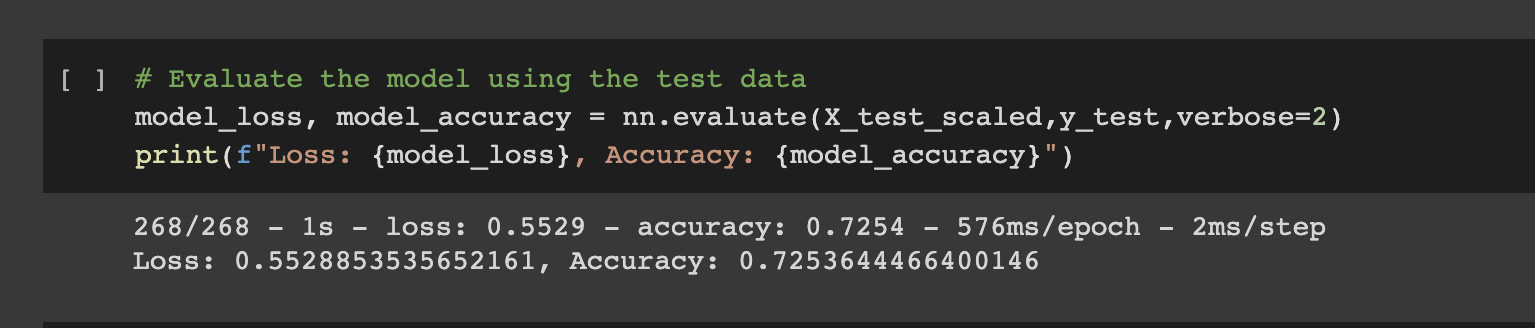 [ ] # Evaluate the model using the test data
model_loss, model_accuracy = nn.evaluate(X_test_scaled,y_test,verbose=2)
print(f"Loss: {model_loss}, Accuracy: {model_accuracy}")
268/268 - 1s - loss: 0.5529 - accuracy: 0.7254 - 576ms/epoch - 2ms/step
Loss: 0.5528853535652161, Accuracy: 0.7253644466400146